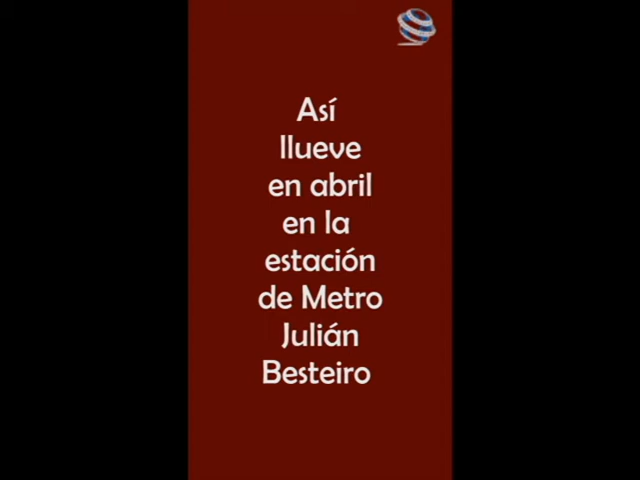 Así
llueve
en abril
en la
estación
de Metro
Julián
Besteiro